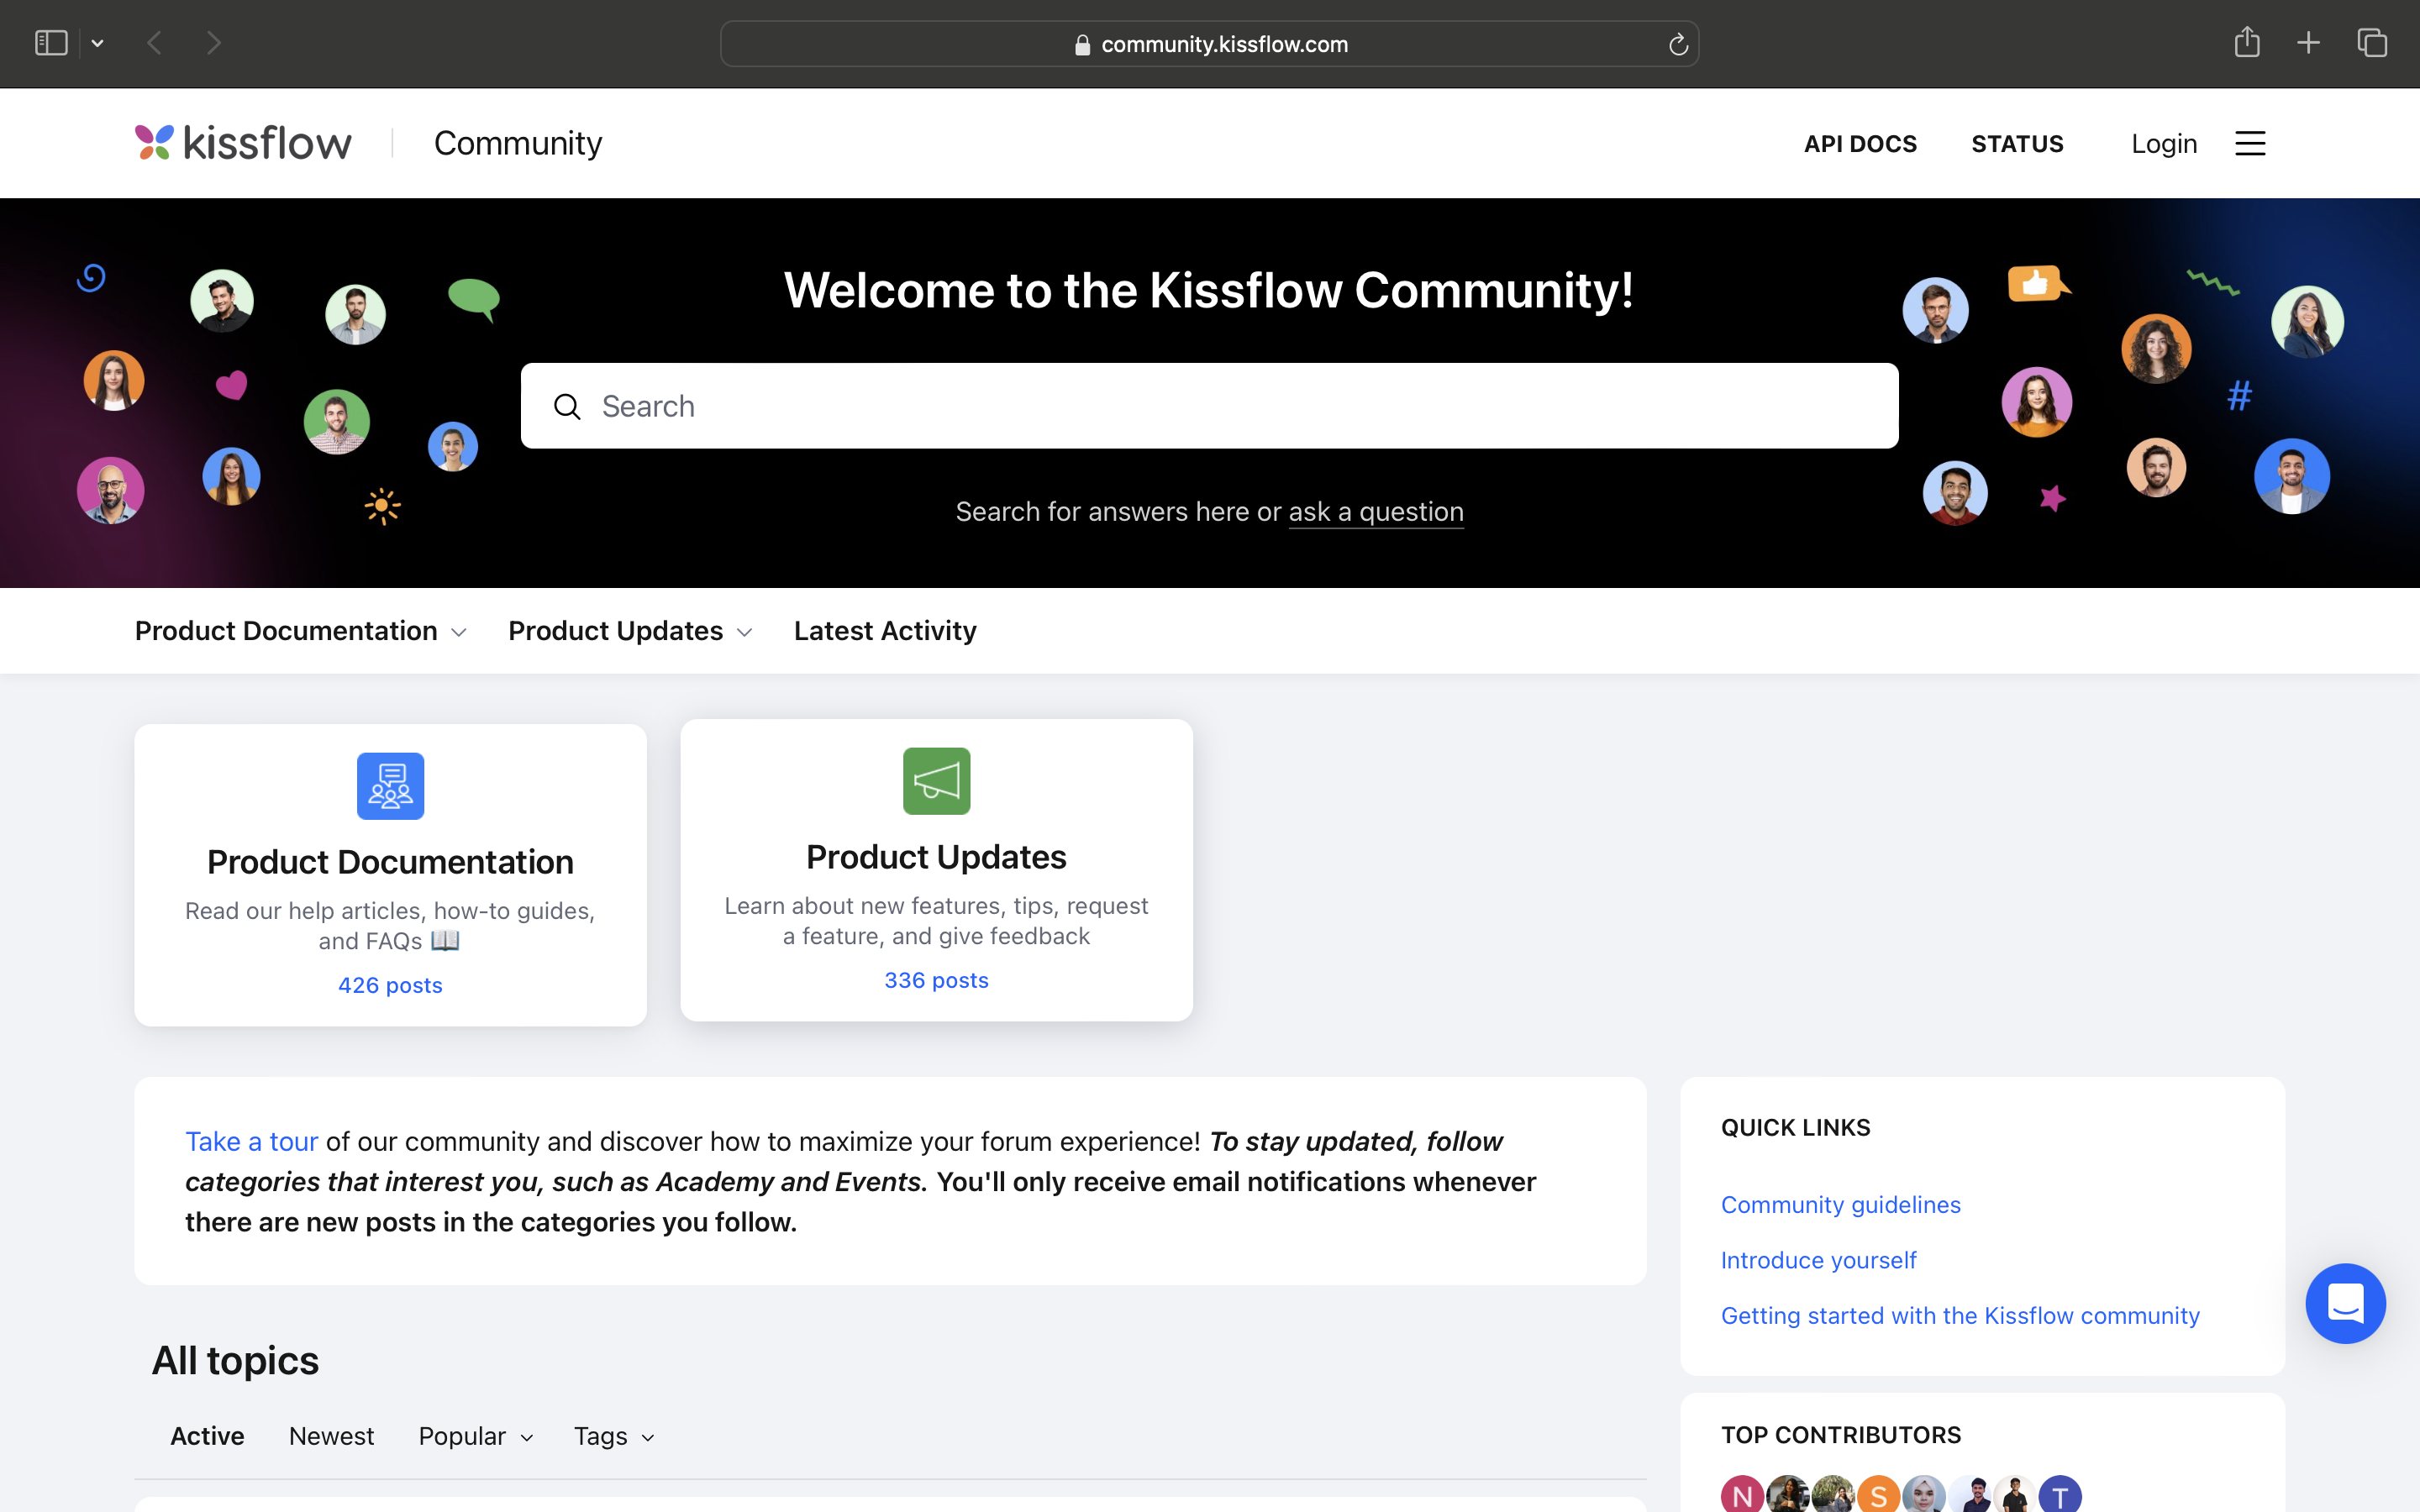 community.kissflow.com
kissflow
Community
API DOCS
STATUS
Login
Welcome to the Kissflow Community!
#
Search
Search for answers here or ask a question
Product Documentation
Product Updates
Latest Activity
Product Documentation
Read our help articles, how-to guides,
and FAQs 📖
426 posts
Product Updates
Learn about new features, tips, request
a feature, and give feedback
336 posts
Take a tour of our community and discover how to maximize your forum experience! To stay updated, follow
categories that interest you, such as Academy and Events. You'll only receive email notifications whenever
there are new posts in the categories you follow.
QUICK LINKS
Community guidelines
Introduce yourself
Getting started with the Kissflow community
All topics
Active
Newest
Popular
Tags
TOP CONTRIBUTORS
N
S
T